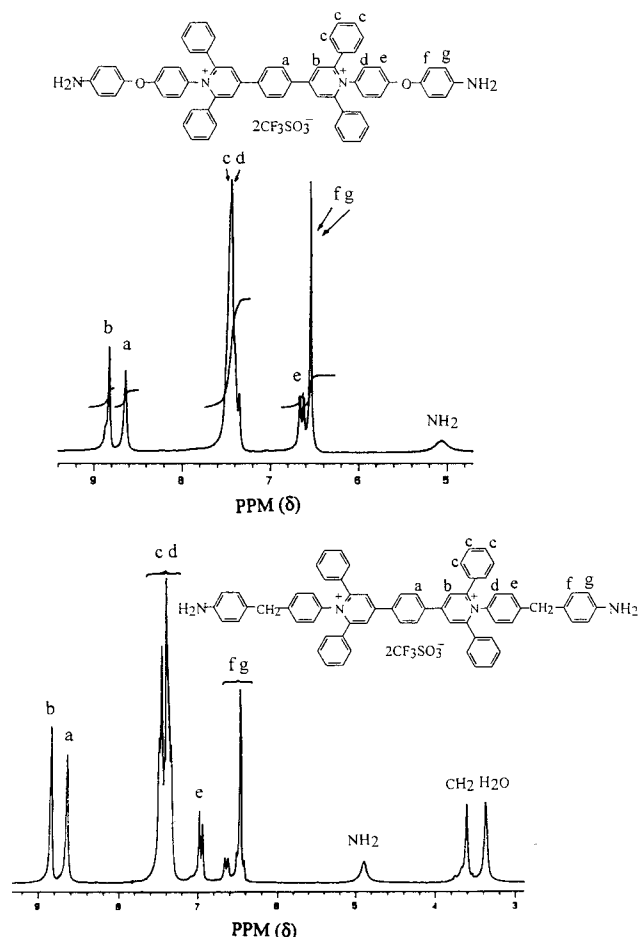 c
c c
a b d e f g
H2N O + N N + O NH2
2CF3SO3−
c d
f g
b
a
e
NH2
9 8 7 6 5
PPM (δ)
c d
c
c c
a b d e f g
H2N CH2 + N N + CH2 NH2
2CF3SO3−
f g
b
a
e
CH2 H2O
NH2
9 8 7 6 5 4 3
PPM (δ)